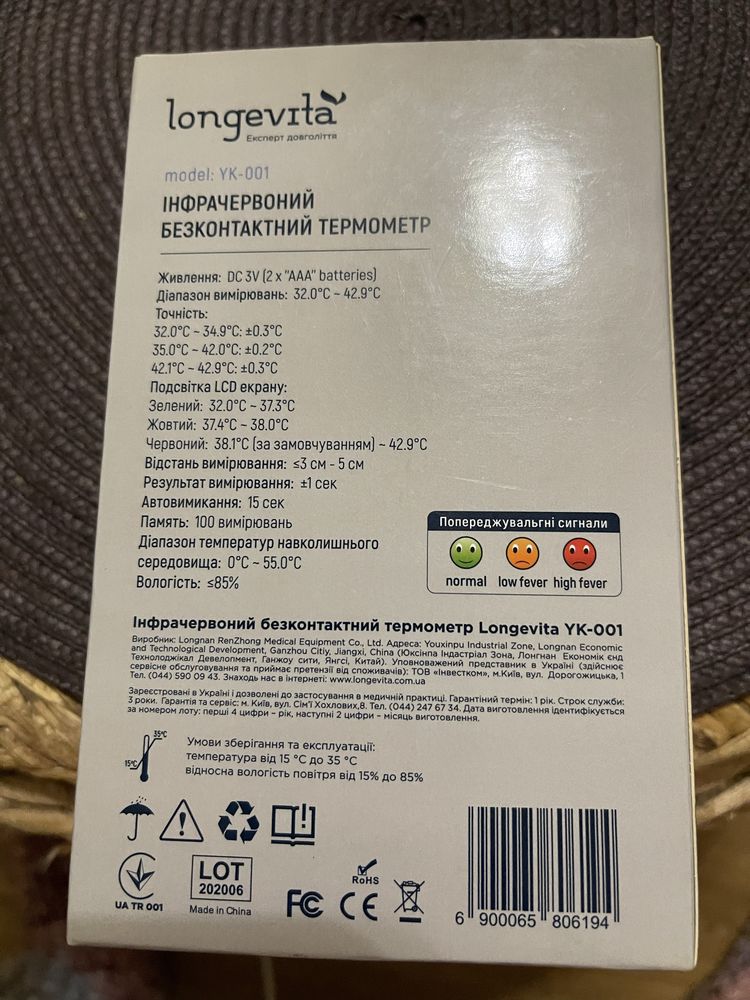 longevita
Експерт довголіття
model: YK-001
ІНФРАЧЕРВОНИЙ
БЕЗКОНТАКТНИЙ ТЕРМОМЕТР
Живлення: DC 3V (2 x "AAA" batteries)
Діапазон вимірювань: 32.0°C ~ 42.9°C
Точність:
32.0°C ~ 34.9°C: ±0.3°C
35.0°C ~ 42.0°C: ±0.2°C
42.1°C ~ 42.9°C: ±0.3°C
Подсвітка LCD екрану:
Зелений: 32.0°C ~ 37.3°C
Жовтий: 37.4°C ~ 38.0°C
Червоний: 38.1°C (за замовчуванням) ~ 42.9°C
Відстань вимірювання: ≤3 см - 5 см
Результат вимірювання: ±1 сек
Автовимикання: 15 сек
Память: 100 вимірювань
Діапазон температур навколишнього
середовища: 0°C ~ 55.0°C
Вологість: ≤85%
Попереджувальгні сигнали
normal low fever high fever
Інфрачервоний безконтактний термометр Longevita YK-001
Виробник: Longnan RenZhong Medical Equipment Co., Ltd. Адреса: Youxinpu Industrial Zone, Longnan Economic
and Technological Development, Ganzhou Citiy, Jiangxi, China (Юксінна Індастріал Зона, Лонгнан Економік енд
Технолоджікал Девелопмент, Ганжоу сити, Янгсі, Китай). Уповноважений представник в Україні (здійснює
сервісне обслуговування та приймає претензії від споживачів): ТОВ «Інвестком», м.Київ, вул. Дорогожицька, 1
Тел. (044) 590 09 43. Знаходь нас в інтернеті: www.longevita.com.ua
Зареєстровані в Україні і дозволені до застосування в медичній практиці. Гарантійний термін: 1 рік. Строк служби:
3 роки. Гарантія та сервіс: м. Київ, вул. Сім'ї Хохлових,8. Тел. (044) 247 67 34. Дата виготовлення ідентифікується
за номером лоту: перші 4 цифри – рік, наступні 2 цифри – місяць виготовлення.
35°C
15°C
Умови зберігання та експлуатації:
температура від 15 °C до 35 °C
відносна вологість повітря від 15% до 85%
UA TR 001
LOT
202006
Made in China
FC
CE
RoHS
6 900065 806194